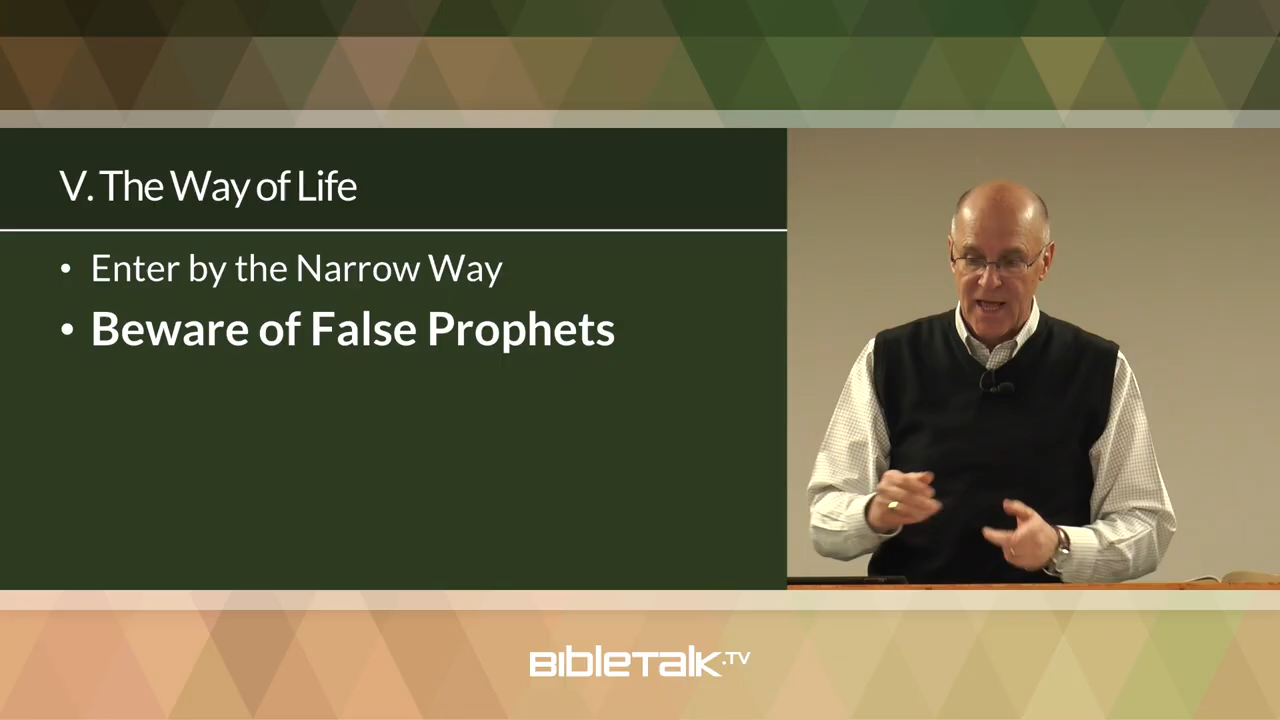 V. The Way of Life
• Enter by the Narrow Way
• Beware of False Prophets
BiBLeTaLK.TV